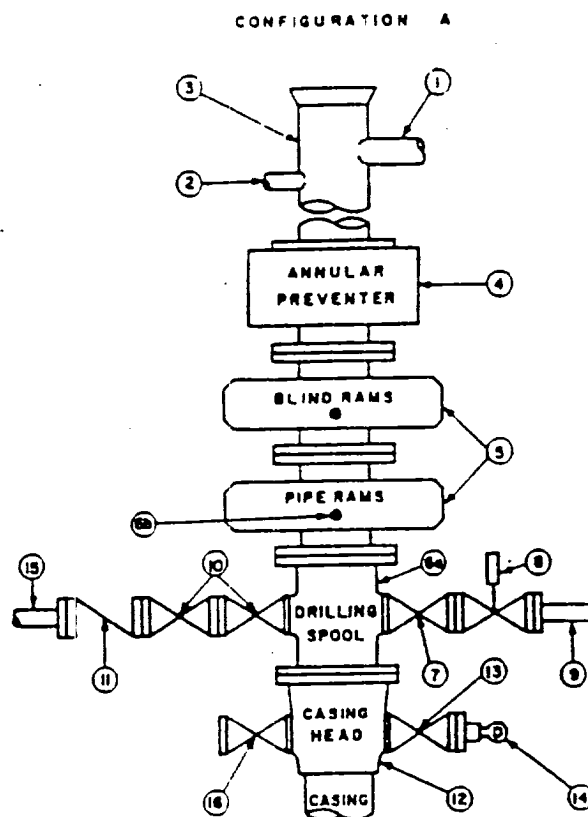 CONFIGURATION A
3
1
2
ANNULAR
PREVENTER
4
BLIND RAMS
5
PIPE RAMS
6b
6a
8
15
10
DRILLING
SPOOL
11
7
9
13
CASING
HEAD
16
12
14
CASING